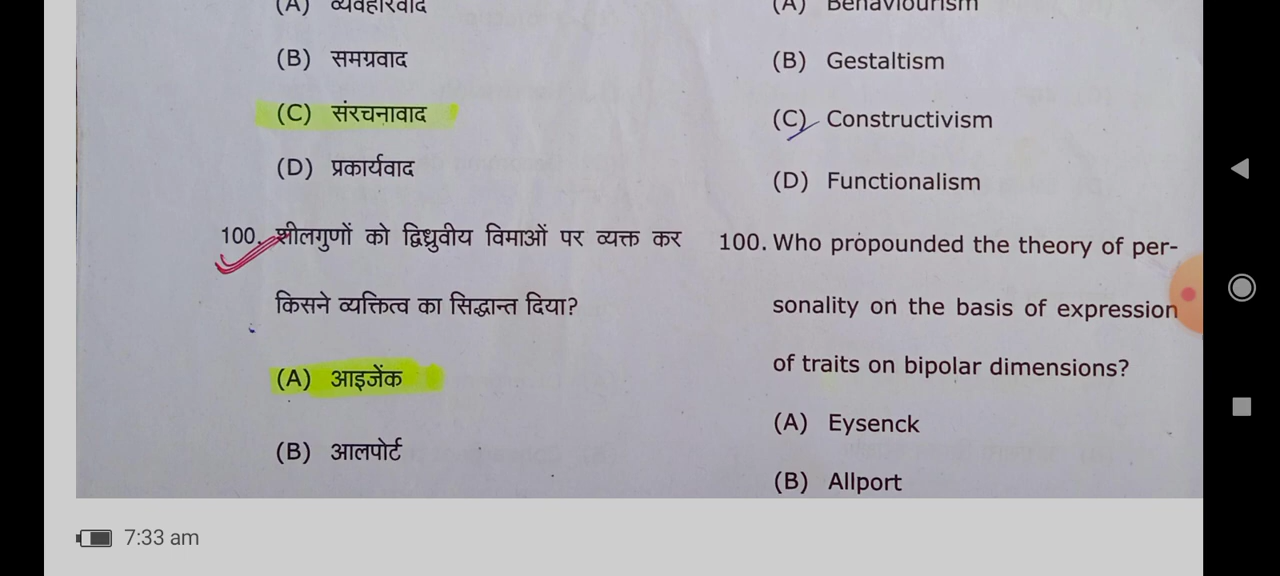 (A) व्यवहारवाद
(B) समग्रवाद
(C) संरचनावाद
(D) प्रकार्यवाद
100. शीलगुणों को द्विध्रुवीय विमाओं पर व्यक्त कर
किसने व्यक्तित्व का सिद्धान्त दिया?
(A) आइजेंक
(B) आलपोर्ट
(A) Behaviourism
(B) Gestaltism
(C) Constructivism
(D) Functionalism
100. Who propounded the theory of per-
sonality on the basis of expression
of traits on bipolar dimensions?
(A) Eysenck
(B) Allport
7:33 am